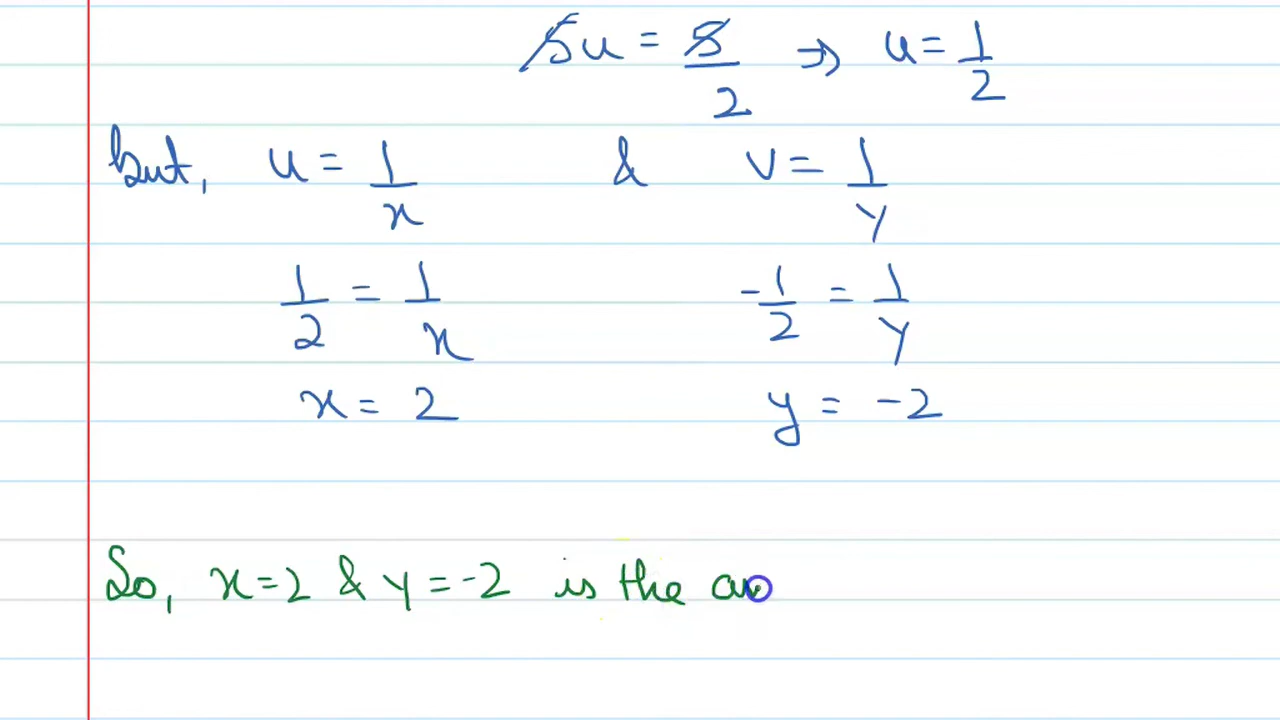 5u = 5/2 ⇒ u = 1/2
but, u = 1/x & v = 1/y
1/2 = 1/x -1/2 = 1/y
x = 2 y = -2
So, x=2 & y=-2 is the